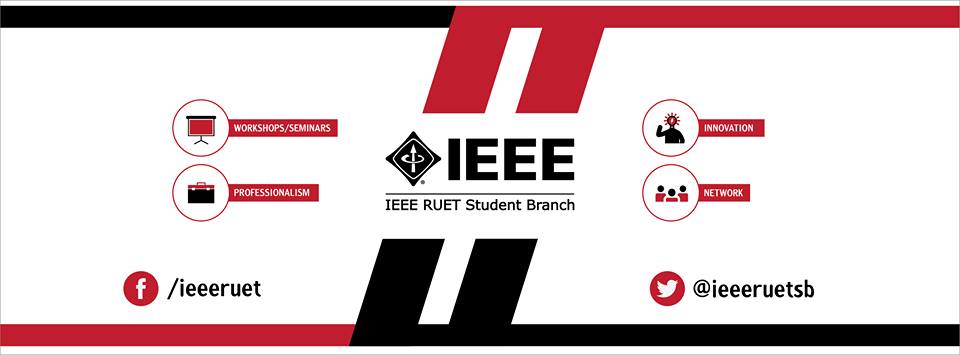 WORKSHOPS/SEMINARS
PROFESSIONALISM
IEEE
®
IEEE RUET Student Branch
INNOVATION
NETWORK
f /ieeeruet
@ieeeruetsb